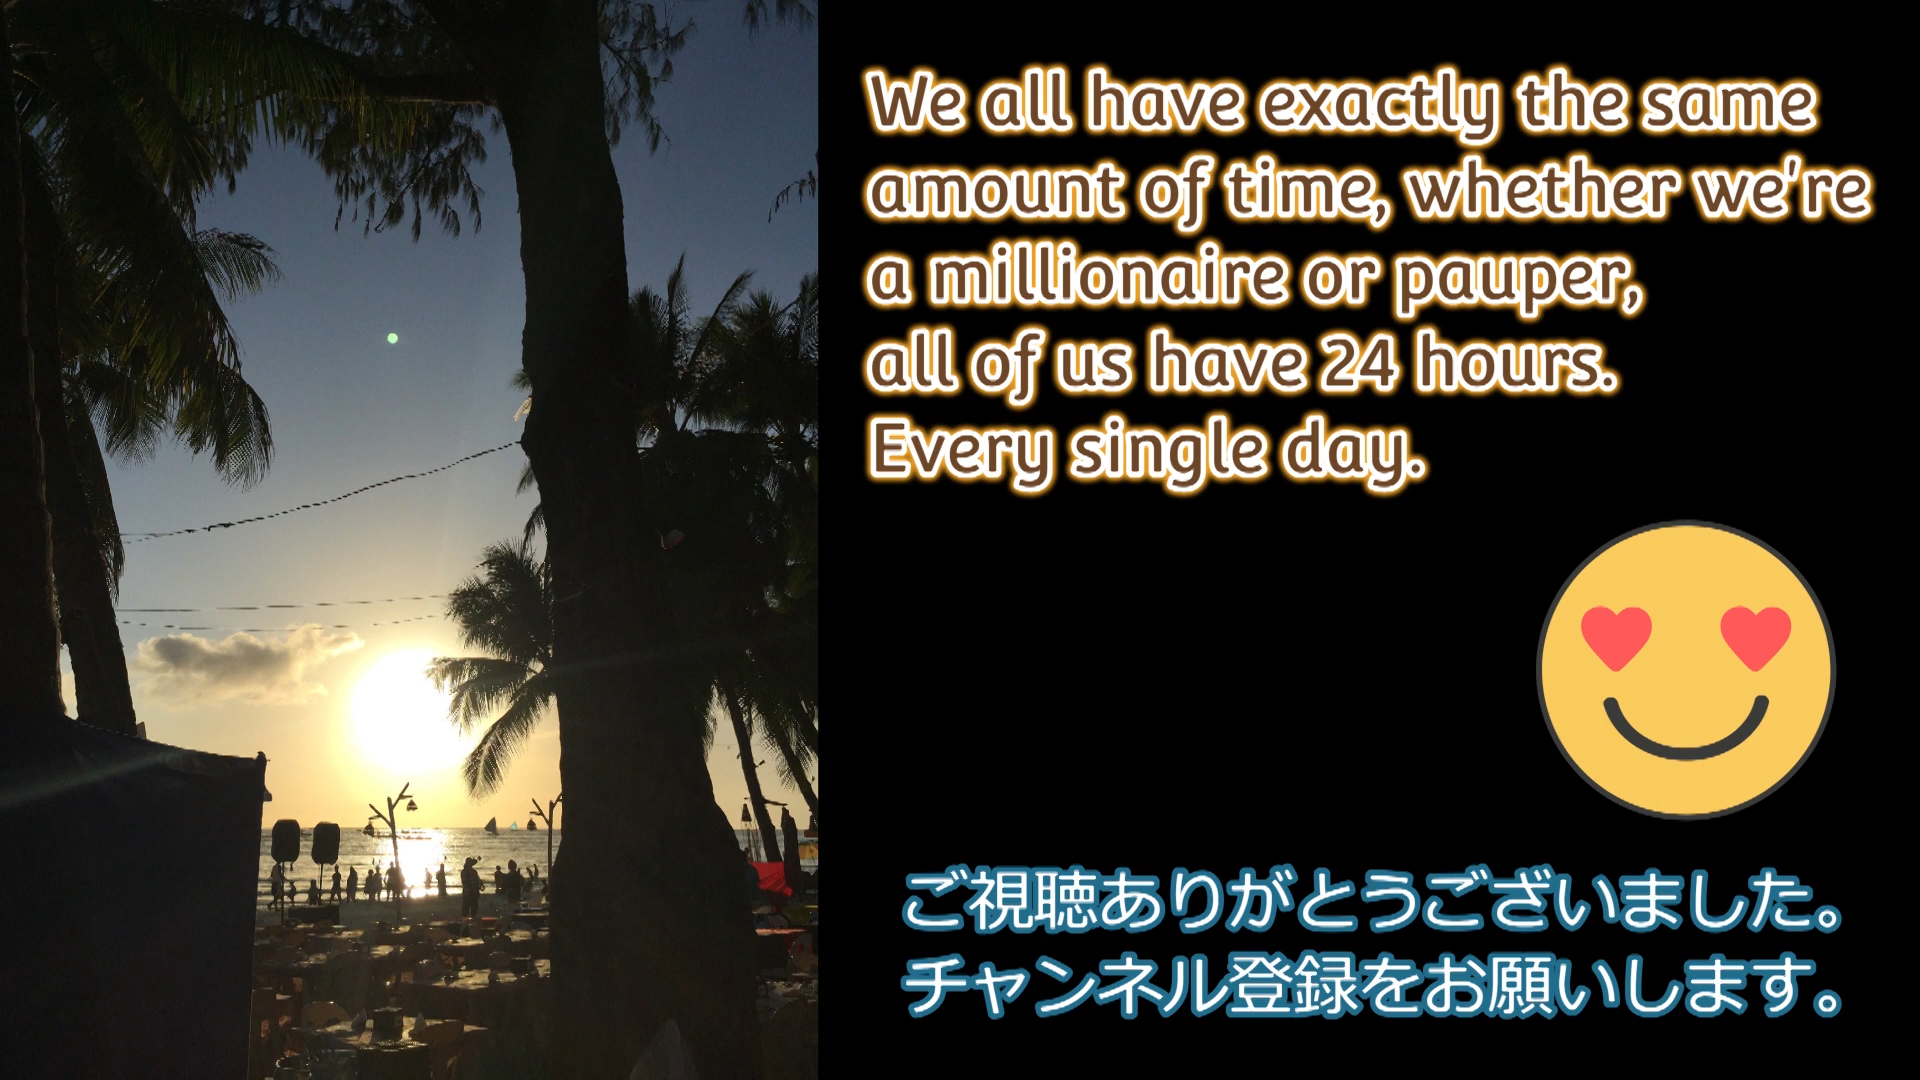 We all have exactly the same
amount of time, whether we're
a millionaire or pauper,
all of us have 24 hours.
Every single day.
ご視聴ありがとうございました。
チャンネル登録をお願いします。